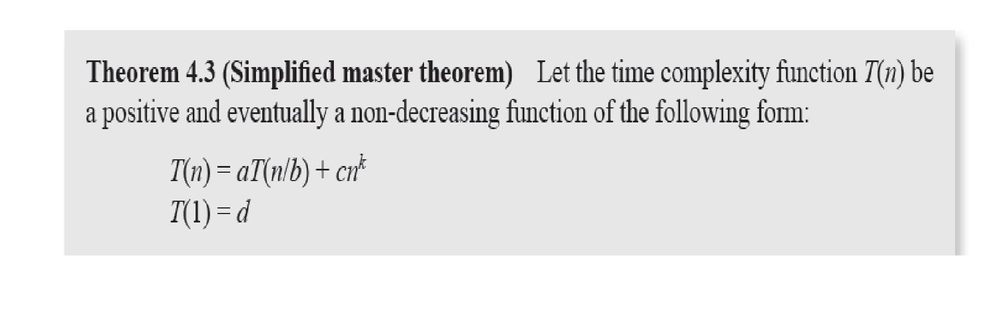 Theorem 4.3 (Simplified master theorem) Let the time complexity function T(n) be
a positive and eventually a non-decreasing function of the following form:
T(n) = aT(n/b) + cnᵏ
T(1) = d